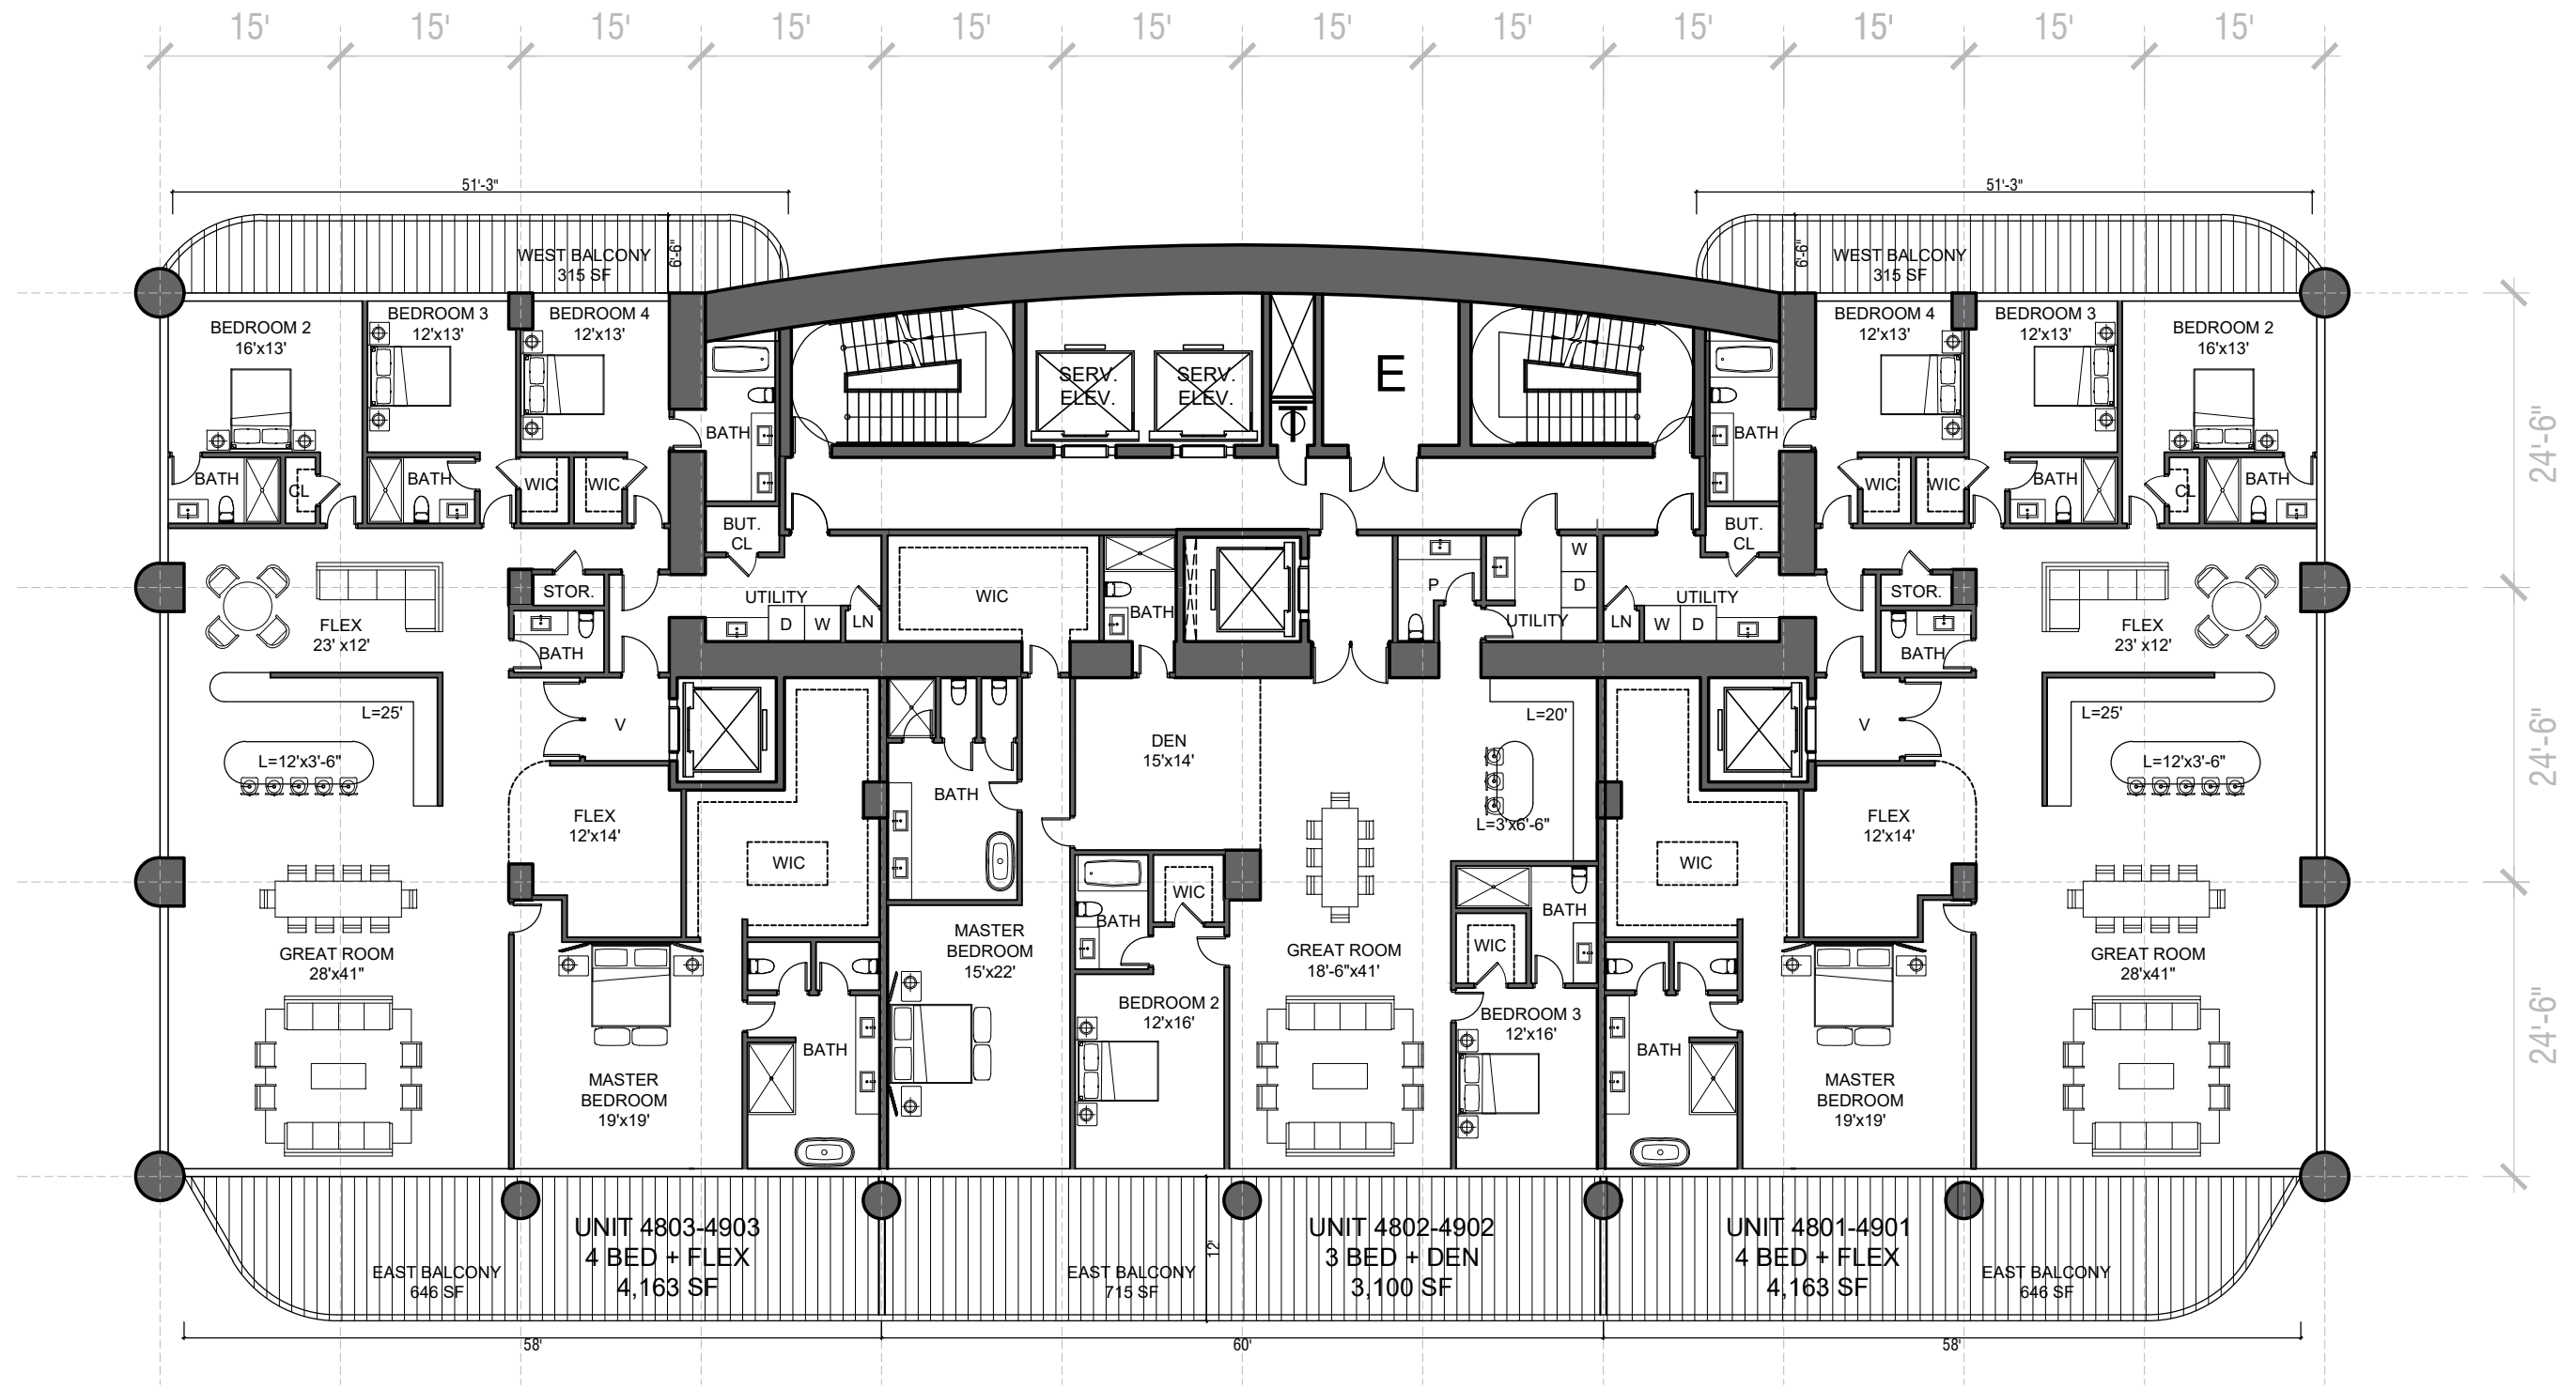 15' 15' 15' 15' 15' 15' 15' 15' 15' 15' 15' 15'
51'-3" 51'-3"
WEST BALCONY
315 SF
6'-6"
6'-6"
WEST BALCONY
315 SF
BEDROOM 2
16'x13'
BEDROOM 3
12'x13'
BEDROOM 4
12'x13'
SERV.
ELEV.
SERV.
ELEV.
E
BEDROOM 4
12'x13'
BEDROOM 3
12'x13'
BEDROOM 2
16'x13'
T
BATH
BATH
24'-6"
BATH
CL
BATH
WIC
WIC
WIC
WIC
BATH
CL
BATH
BUT.
CL
BUT.
CL
STOR.
UTILITY
D W LN
WIC
BATH
P
W
D
UTILITY
UTILITY
LN W D
STOR.
FLEX
23' x12'
BATH
BATH
FLEX
23' x12'
L=25'
V
DEN
15'x14'
L=20'
V
L=25'
24'-6"
L=12'x3'-6"
L=12'x3'-6"
FLEX
12'x14'
BATH
L=3'x6'-6"
FLEX
12'x14'
WIC
WIC
WIC
BATH
BATH
WIC
GREAT ROOM
28'x41"
MASTER
BEDROOM
15'x22'
GREAT ROOM
18'-6"x41'
GREAT ROOM
28'x41"
BEDROOM 2
12'x16'
BEDROOM 3
12'x16'
24'-6"
BATH
BATH
MASTER
BEDROOM
19'x19'
MASTER
BEDROOM
19'x19'
UNIT 4803-4903
4 BED + FLEX
4,163 SF
UNIT 4802-4902
3 BED + DEN
3,100 SF
UNIT 4801-4901
4 BED + FLEX
4,163 SF
12'
EAST BALCONY
646 SF
EAST BALCONY
715 SF
EAST BALCONY
646 SF
58' 60' 58'